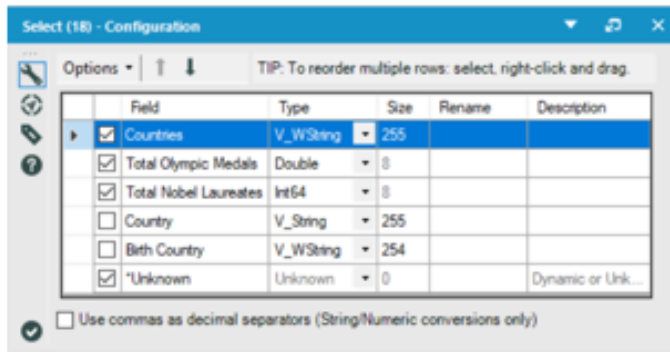 Select (18) - Configuration
Options TIP: To reorder multiple rows: select, right-click and drag.
Field Type Size Rename Description
Countries V_WString 255
Total Olympic Medals Double 8
Total Nobel Laureates Int64 8
Country V_String 255
Birth Country V_WString 254
*Unknown Unknown 0 Dynamic or Unk...
Use commas as decimal separators (String/Numeric conversions only)